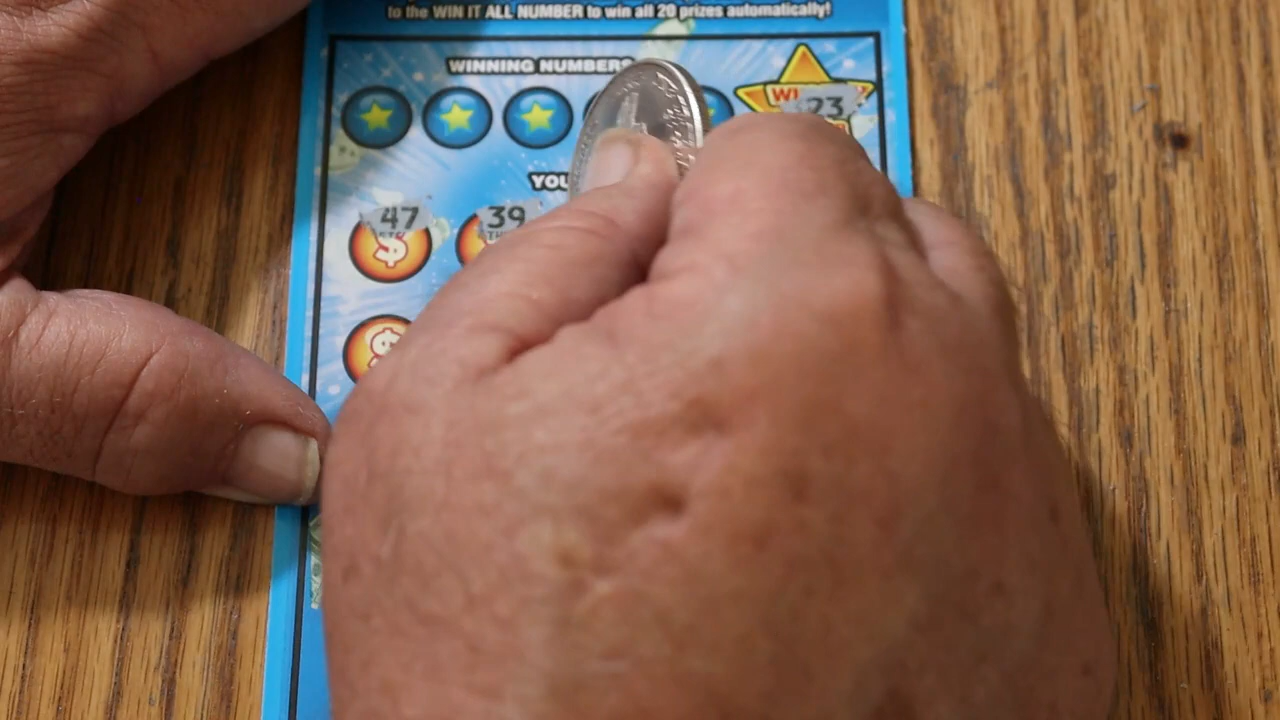 to the WIN IT ALL NUMBER to win all 20 prizes automatically!
WINNING NUMBERS
23
YOU
47
39